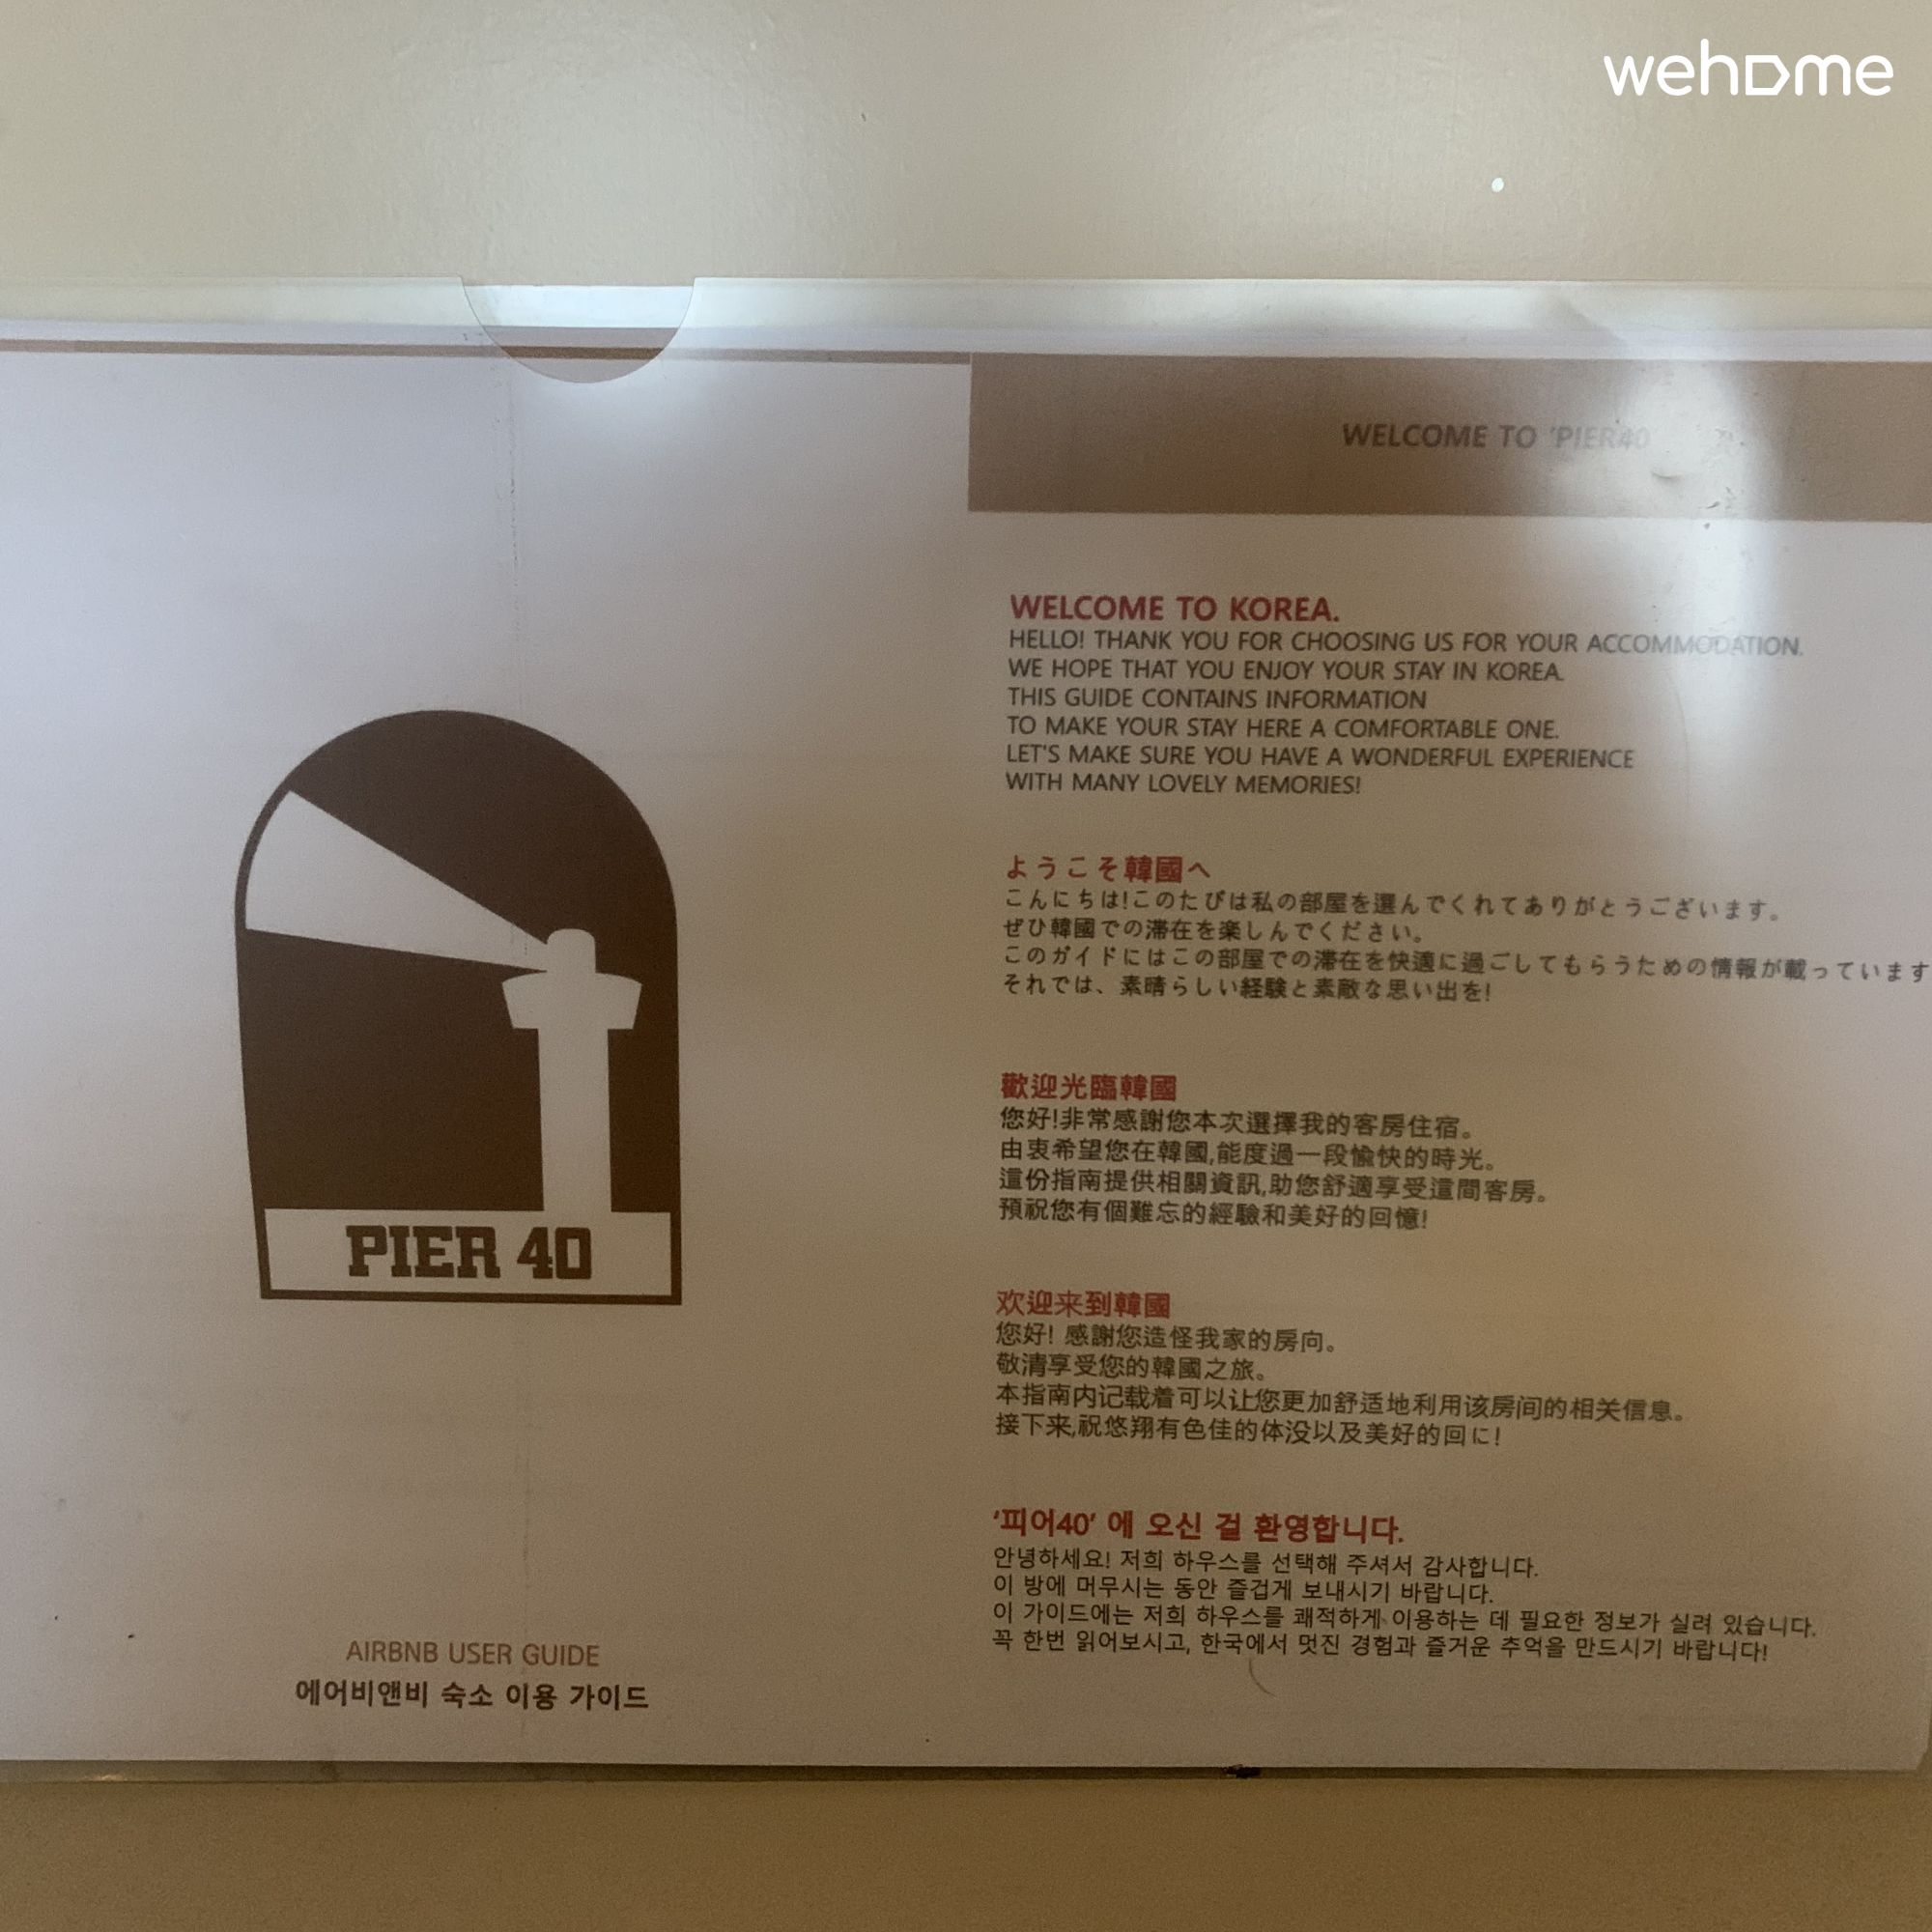 wehome
WELCOME TO 'PIER40'
WELCOME TO KOREA.
HELLO! THANK YOU FOR CHOOSING US FOR YOUR ACCOMMODATION.
WE HOPE THAT YOU ENJOY YOUR STAY IN KOREA.
THIS GUIDE CONTAINS INFORMATION
TO MAKE YOUR STAY HERE A COMFORTABLE ONE.
LET'S MAKE SURE YOU HAVE A WONDERFUL EXPERIENCE
WITH MANY LOVELY MEMORIES!
ようこそ韓國へ
こんにちは!このたびは私の部屋を選んでくれてありがとうございます。
ぜひ韓國での滞在を楽しんでください。
このガイドにはこの部屋での滞在を快適に過ごしてもらうための情報が載っています
それでは、素晴らしい経験と素敵な思い出を!
歡迎光臨韓國
您好!非常感謝您本次選擇我的客房住宿。
由衷希望您在韓國,能度過一段愉快的時光。
這份指南提供相關資訊,助您舒適享受這間客房。
預祝您有個難忘的經驗和美好的回憶!
欢迎来到韓國
您好! 感謝您造怪我家的房向。
敬清享受您的韓國之旅。
本指南内记载着可以让您更加舒适地利用该房间的相关信息。
接下来,祝悠翔有色佳的体没以及美好的回に!
'피어40' 에 오신 걸 환영합니다.
안녕하세요! 저희 하우스를 선택해 주셔서 감사합니다.
이 방에 머무시는 동안 즐겁게 보내시기 바랍니다.
이 가이드에는 저희 하우스를 쾌적하게 이용하는 데 필요한 정보가 실려 있습니다.
꼭 한번 읽어보시고, 한국에서 멋진 경험과 즐거운 추억을 만드시기 바랍니다!
PIER 40
AIRBNB USER GUIDE
에어비앤비 숙소 이용 가이드